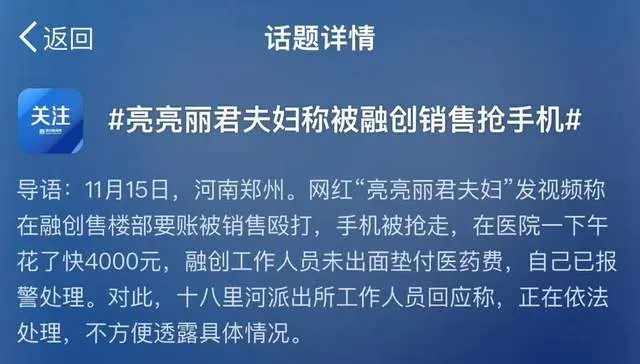 返回
话题详情
关注
#亮亮丽君夫妇称被融创销售抢手机#
导语：11月15日，河南郑州。网红“亮亮丽君夫妇”发视频称
在融创售楼部要账被销售殴打，手机被抢走，在医院一下午
花了快4000元，融创工作人员未出面垫付医药费，自己已报
警处理。对此，十八里河派出所工作人员回应称，正在依法
处理，不方便透露具体情况。